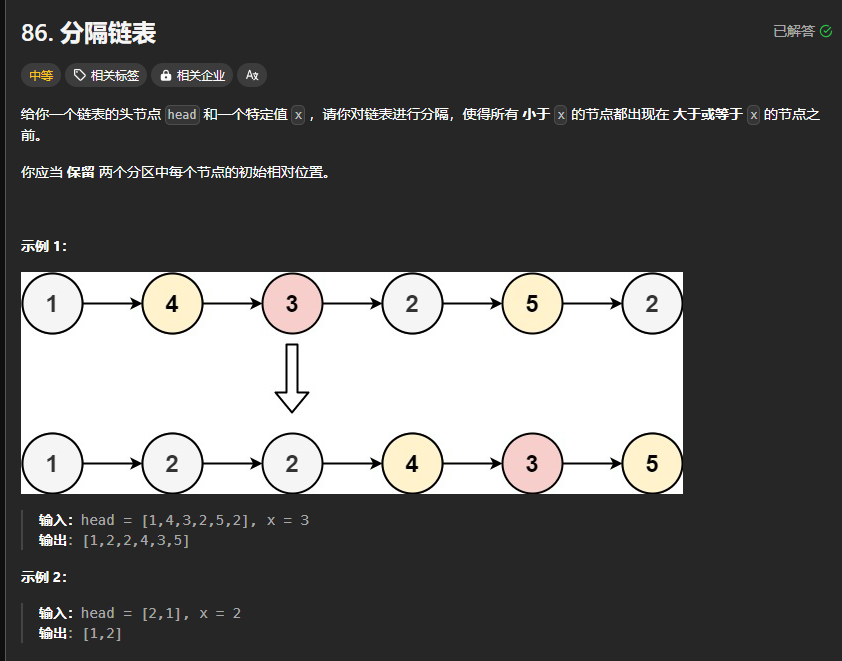 86. 分隔链表
已解答
中等 相关标签 相关企业 Aｘ
给你一个链表的头节点 head 和一个特定值 x ，请你对链表进行分隔，使得所有 小于 x 的节点都出现在 大于或等于 x 的节点之
前。
你应当 保留 两个分区中每个节点的初始相对位置。
示例 1：
1 4 3 2 5 2
1 2 2 4 3 5
输入：head = [1,4,3,2,5,2], x = 3
输出：[1,2,2,4,3,5]
示例 2：
输入：head = [2,1], x = 2
输出：[1,2]